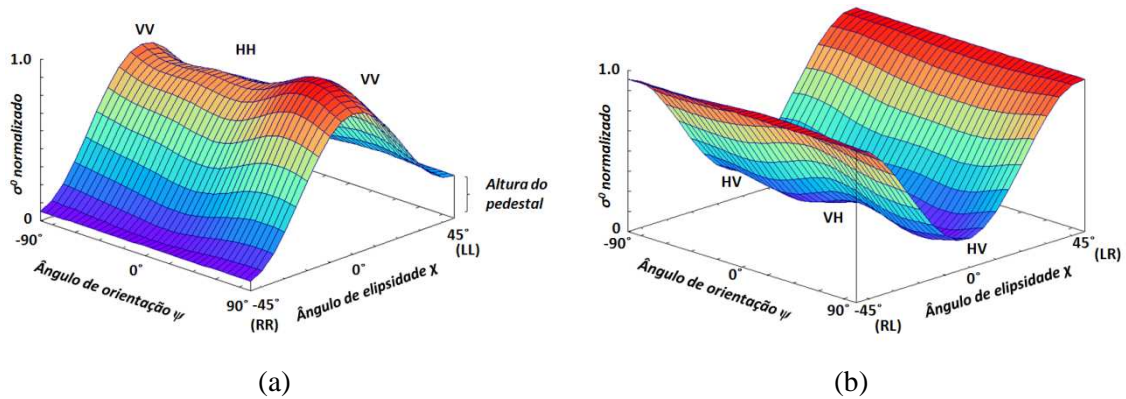 VV
HH
VV
1.0
σ⁰ normalizado
0
-90°
0°
90°
Ângulo de orientação ψ
-45°
(RR)
0°
45°
(LL)
Ângulo de elipsidade χ
Altura do
pedestal
(a)
1.0
σ⁰ normalizado
0
-90°
0°
90°
Ângulo de orientação ψ
-45°
(RL)
0°
45°
(LR)
Ângulo de elipsidade χ
HV
VH
HV
(b)